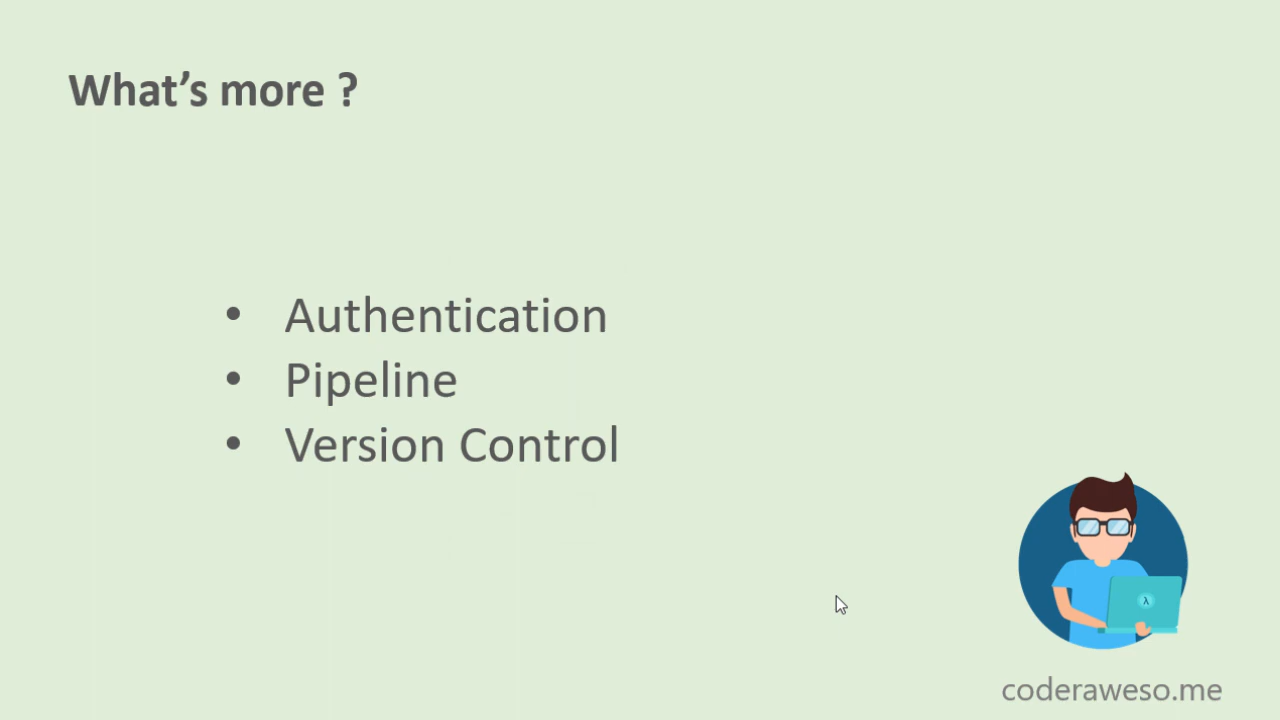 What’s more ?
• Authentication
• Pipeline
• Version Control
λ
coderaweso.me